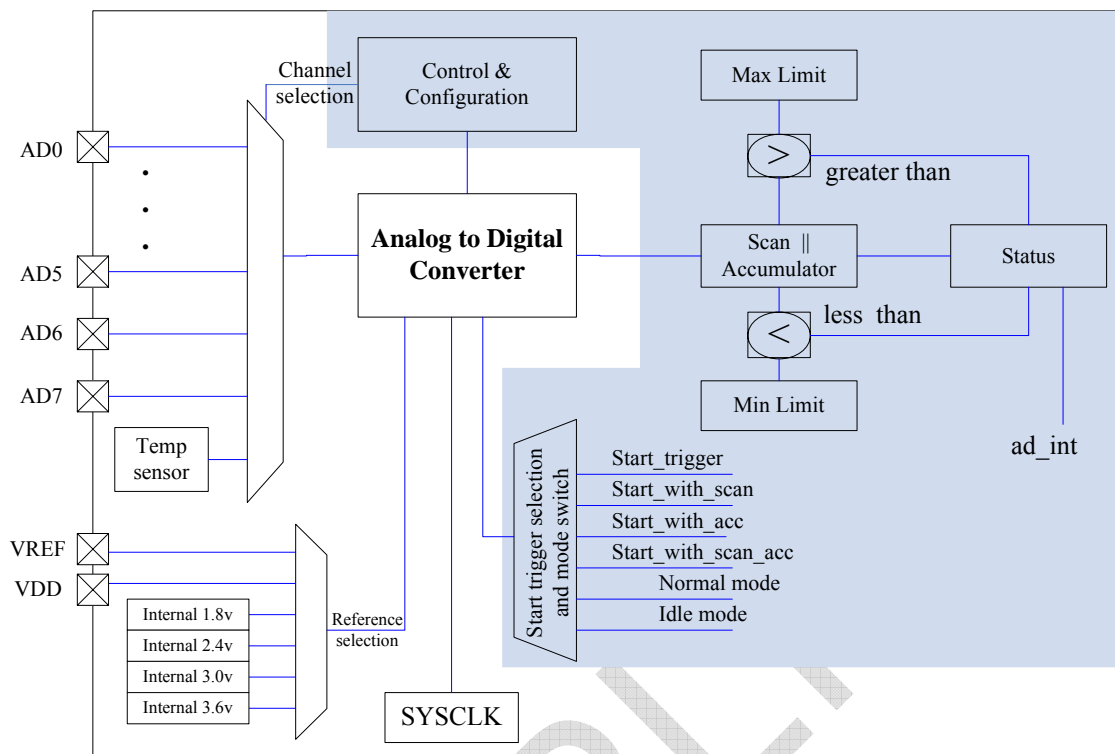 Channel
selection
Control &
Configuration
Max Limit
AD0
>
greater than
Analog to Digital
Converter
Scan ||
Accumulator
Status
AD5
AD6
<
less than
AD7
Min Limit
Temp
sensor
ad_int
Start trigger selection
and mode switch
Start_trigger
Start_with_scan
Start_with_acc
Start_with_scan_acc
Normal mode
Idle mode
VREF
VDD
Internal 1.8v
Internal 2.4v
Internal 3.0v
Internal 3.6v
Reference
selection
SYSCLK